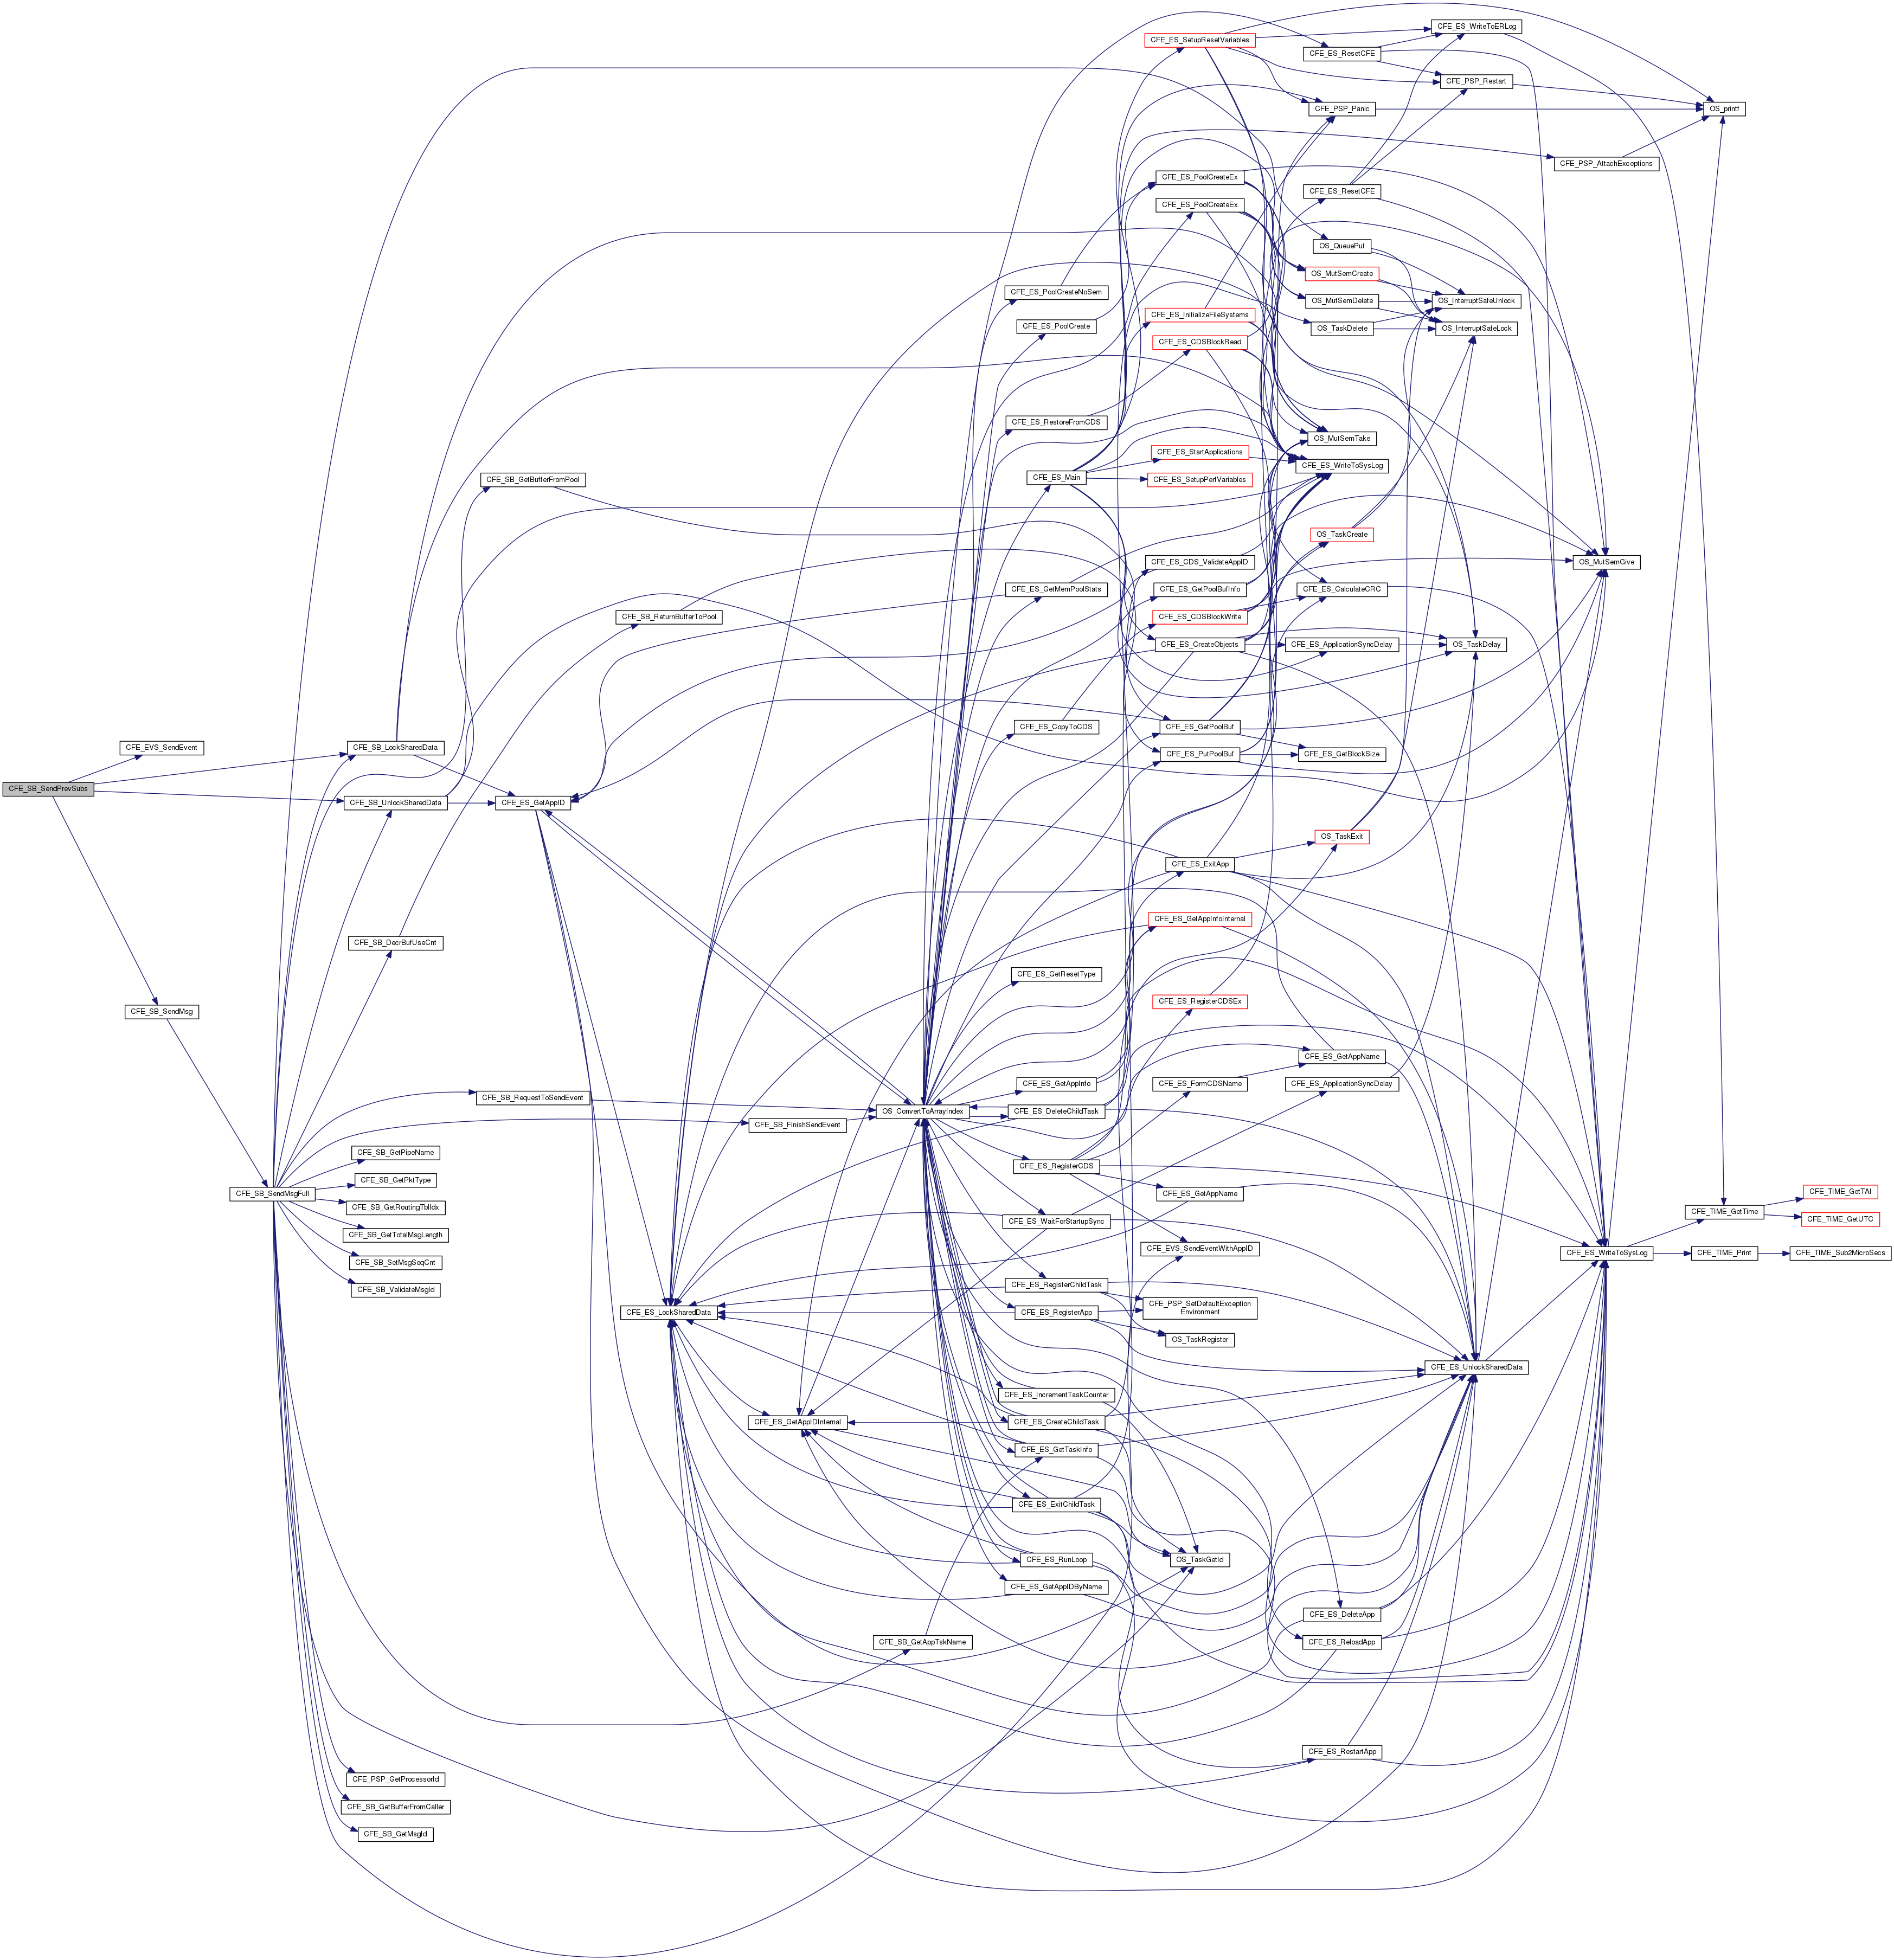 CFE_SB_SendPrevSubs
CFE_EVS_SendEvent
CFE_SB_SendMsg
CFE_SB_SendMsgFull
CFE_SB_LockSharedData
CFE_SB_UnlockSharedData
CFE_SB_DecrBufUseCnt
CFE_SB_GetPipeName
CFE_SB_GetPktType
CFE_SB_GetRoutingTblIdx
CFE_SB_GetTotalMsgLength
CFE_SB_SetMsgSeqCnt
CFE_SB_ValidateMsgId
CFE_PSP_GetProcessorId
CFE_SB_GetBufferFromCaller
CFE_SB_GetMsgId
CFE_SB_GetBufferFromPool
CFE_ES_GetAppID
CFE_SB_RequestToSendEvent
CFE_SB_ReturnBufferToPool
CFE_ES_LockSharedData
CFE_SB_FinishSendEvent
CFE_ES_GetAppIDInternal
OS_ConvertToArrayIndex
CFE_SB_GetAppTskName
CFE_ES_PoolCreateNoSem
CFE_ES_PoolCreate
CFE_ES_RestoreFromCDS
CFE_ES_Main
CFE_ES_GetMemPoolStats
CFE_ES_CopyToCDS
CFE_ES_GetResetType
CFE_ES_GetAppInfo
CFE_ES_DeleteChildTask
CFE_ES_RegisterCDS
CFE_ES_WaitForStartupSync
CFE_ES_RegisterChildTask
CFE_ES_RegisterApp
CFE_ES_IncrementTaskCounter
CFE_ES_CreateChildTask
CFE_ES_GetTaskInfo
CFE_ES_ExitChildTask
CFE_ES_RunLoop
CFE_ES_GetAppIDByName
CFE_ES_SetupResetVariables
CFE_ES_PoolCreateEx
CFE_ES_PoolCreateEx
CFE_ES_InitializeFileSystems
CFE_ES_CDSBlockRead
CFE_ES_StartApplications
CFE_ES_SetupPerfVariables
CFE_ES_CDS_ValidateAppID
CFE_ES_GetPoolBufInfo
CFE_ES_CDSBlockWrite
CFE_ES_CreateObjects
CFE_ES_GetPoolBuf
CFE_ES_PutPoolBuf
CFE_ES_ExitApp
CFE_ES_GetAppInfoInternal
CFE_ES_RegisterCDSEx
CFE_ES_FormCDSName
CFE_ES_GetAppName
CFE_EVS_SendEventWithAppID
CFE_PSP_SetDefaultException
Environment
OS_TaskRegister
OS_TaskGetId
CFE_ES_ResetCFE
CFE_PSP_Panic
CFE_ES_ResetCFE
OS_QueuePut
OS_MutSemCreate
OS_MutSemDelete
OS_TaskDelete
OS_MutSemTake
CFE_ES_WriteToSysLog
OS_TaskCreate
CFE_ES_CalculateCRC
CFE_ES_ApplicationSyncDelay
CFE_ES_GetBlockSize
OS_TaskExit
CFE_ES_GetAppName
CFE_ES_ApplicationSyncDelay
CFE_ES_DeleteApp
CFE_ES_ReloadApp
CFE_ES_RestartApp
CFE_ES_WriteToERLog
CFE_PSP_Restart
OS_InterruptSafeUnlock
OS_InterruptSafeLock
OS_TaskDelay
CFE_ES_UnlockSharedData
CFE_PSP_AttachExceptions
OS_MutSemGive
CFE_ES_WriteToSysLog
OS_printf
CFE_TIME_GetTime
CFE_TIME_Print
CFE_TIME_GetTAI
CFE_TIME_GetUTC
CFE_TIME_Sub2MicroSecs